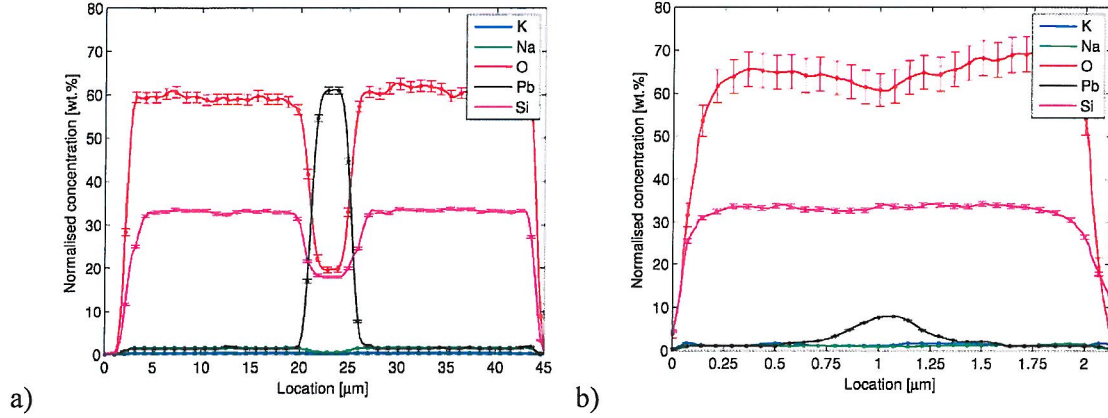 80
70
60
50
40
30
20
10
0
Normalised concentration [wt.%]
0 5 10 15 20 25 30 35 40 45
Location [µm]
K
Na
O
Pb
Si
a)
80
70
60
50
40
30
20
10
0
Normalised concentration [wt.%]
0 0.25 0.5 0.75 1 1.25 1.5 1.75 2
Location [µm]
K
Na
O
Pb
Si
b)